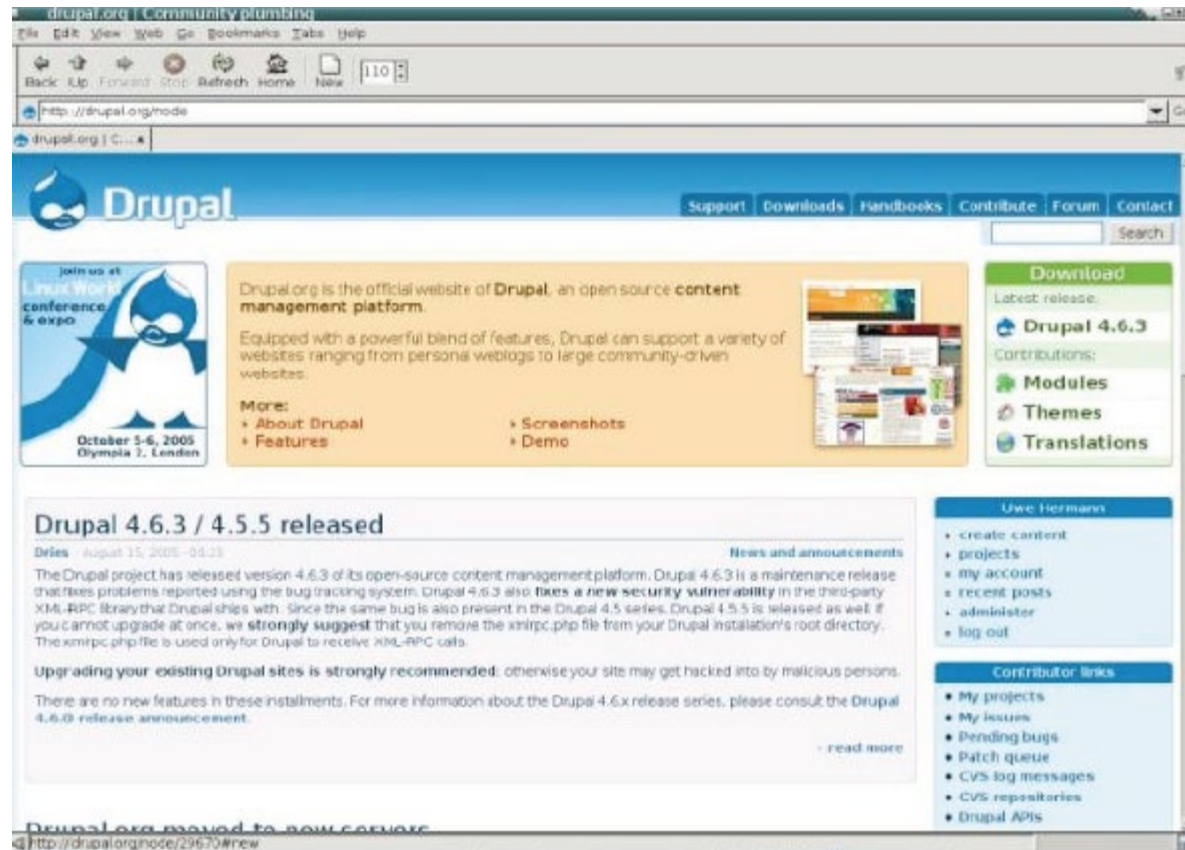 drupal.org | Community plumbing
File Edit View Web Go Bookmarks Tabs Help
Back Up Forward Stop Refresh Home New 110
http://drupal.org/node
drupal.org | C...
Drupal
Support Downloads Handbooks Contribute Forum Contact
Search
join us at
Linux World
conference
& expo
October 5-6, 2005
Olympia 2, London
Drupal.org is the official website of Drupal, an open source content
management platform.
Equipped with a powerful blend of features, Drupal can support a variety of
websites ranging from personal weblogs to large community-driven
websites.
More:
About Drupal
Features
Screenshots
Demo
Download
Latest release:
Drupal 4.6.3
Contributions:
Modules
Themes
Translations
Drupal 4.6.3 / 4.5.5 released
Dries August 15, 2005
News and announcements
The Drupal project has released version 4.6.3 of its open-source content management platform. Drupal 4.6.3 is a maintenance release
that fixes problems reported using the bug tracking system. Drupal 4.6.3 also fixes a new security vulnerability in the third-party
XML-RPC library that Drupal ships with. Since the same bug is also present in the Drupal 4.5 series, Drupal 4.5.5 is released as well. If
you cannot upgrade at once, we strongly suggest that you remove the xmlrpc.php file from your Drupal installation's root directory.
The xmlrpc.php file is used only for Drupal to receive XML-RPC calls.
Upgrading your existing Drupal sites is strongly recommended; otherwise your site may get hacked into by malicious persons.
There are no new features in these installments. For more information about the Drupal 4.6.x release series, please consult the Drupal
4.6.0 release announcement.
read more
Drupal.org moved to new servers
Uwe Hermann
create content
projects
my account
recent posts
administer
log out
Contributor links
My projects
My issues
Pending bugs
Patch queue
CVS log messages
CVS repositories
Drupal APIs
http://drupal.org/node/29670#new